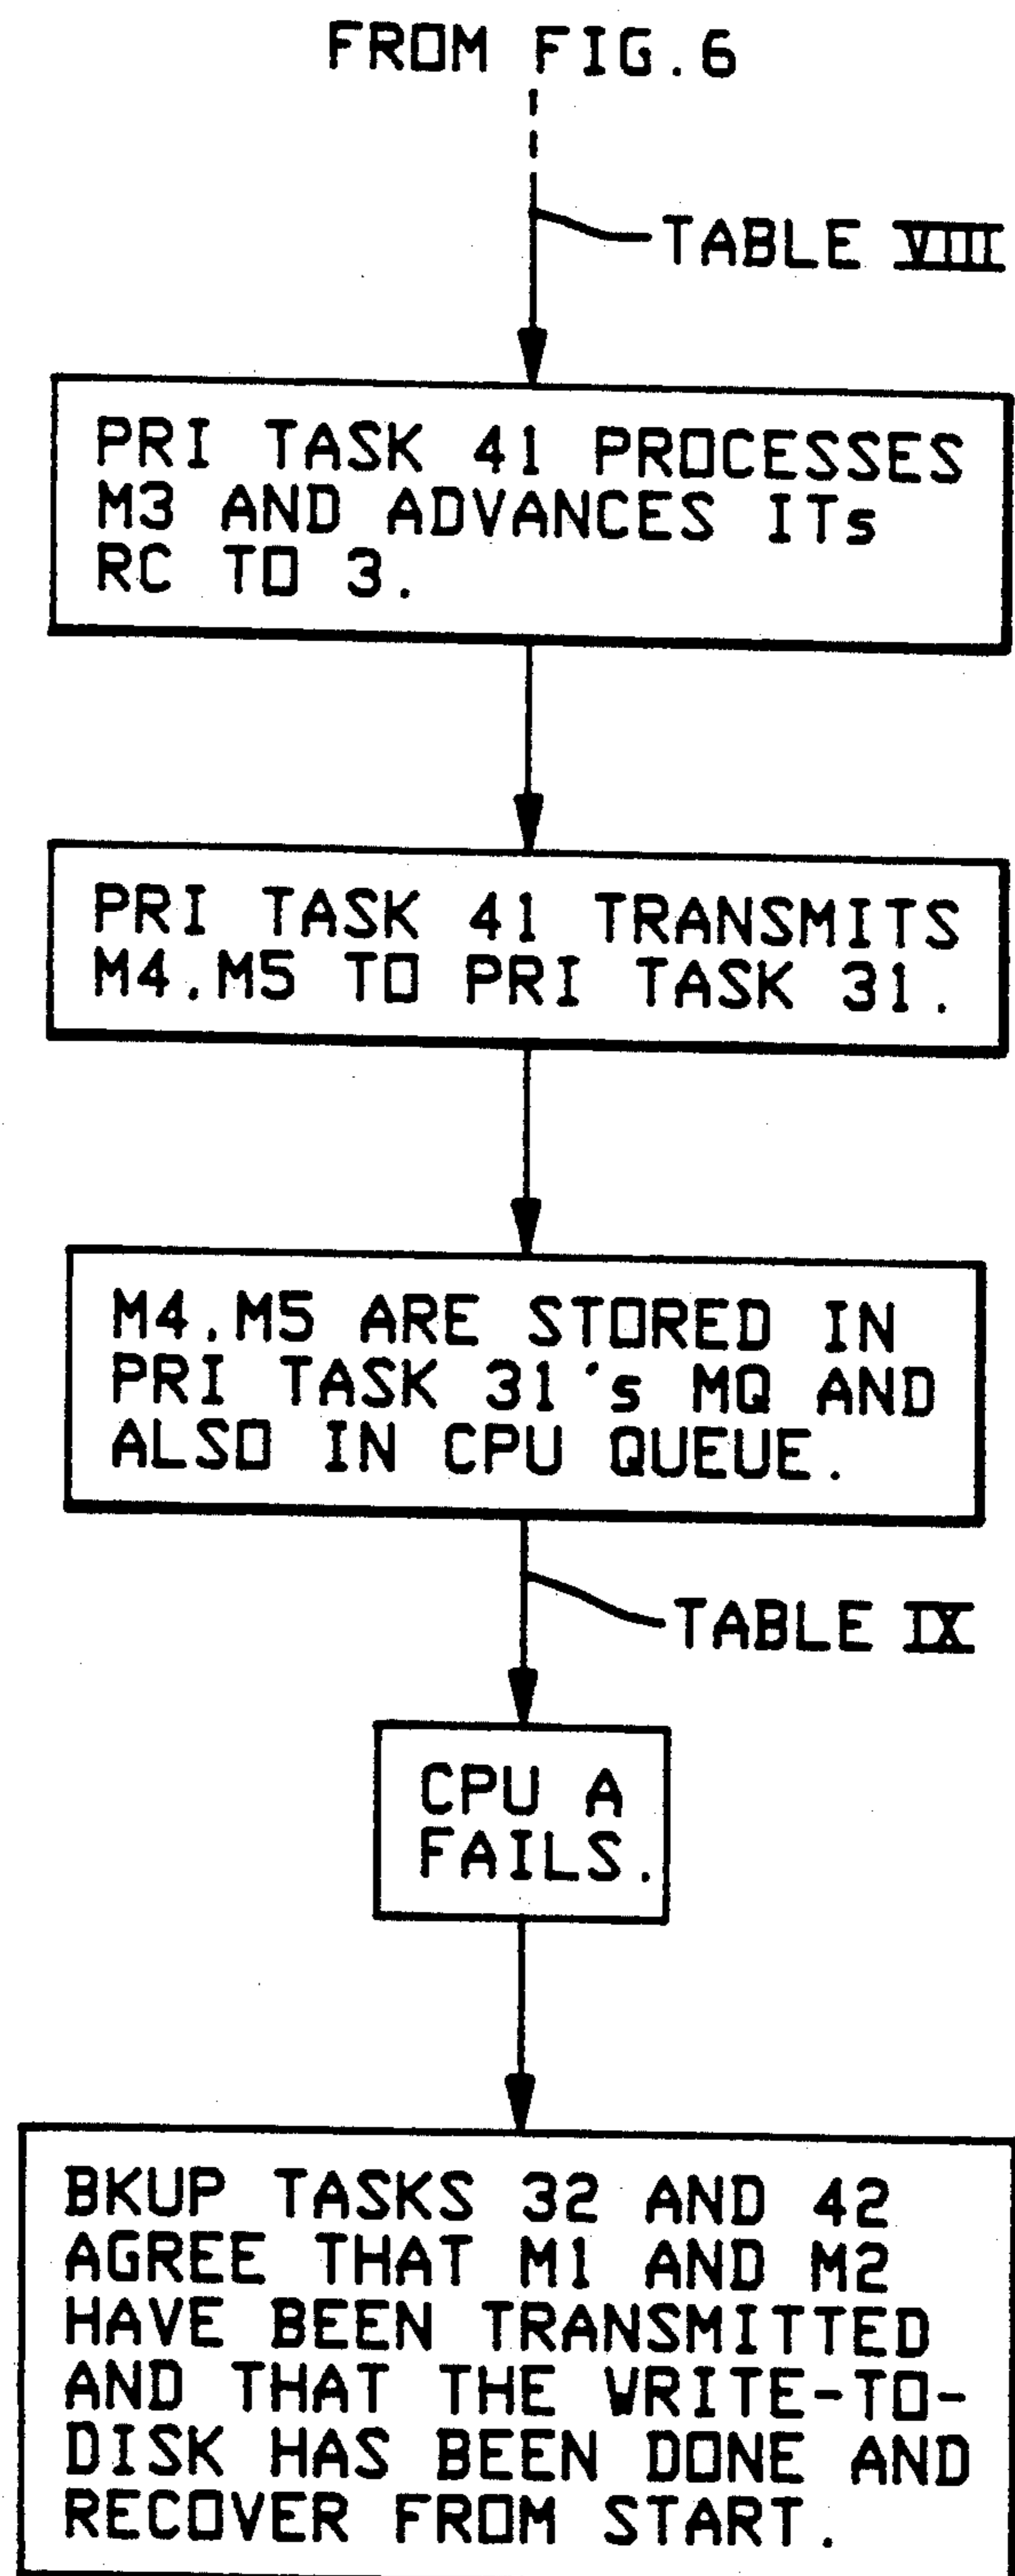 FROM FIG.6
TABLE VIII
PRI TASK 41 PROCESSES
M3 AND ADVANCES ITs
RC TO 3.
PRI TASK 41 TRANSMITS
M4,M5 TO PRI TASK 31.
M4,M5 ARE STORED IN
PRI TASK 31's MQ AND
ALSO IN CPU QUEUE.
TABLE IX
CPU A
FAILS.
BKUP TASKS 32 AND 42
AGREE THAT M1 AND M2
HAVE BEEN TRANSMITTED
AND THAT THE WRITE-TO-
DISK HAS BEEN DONE AND
RECOVER FROM START.